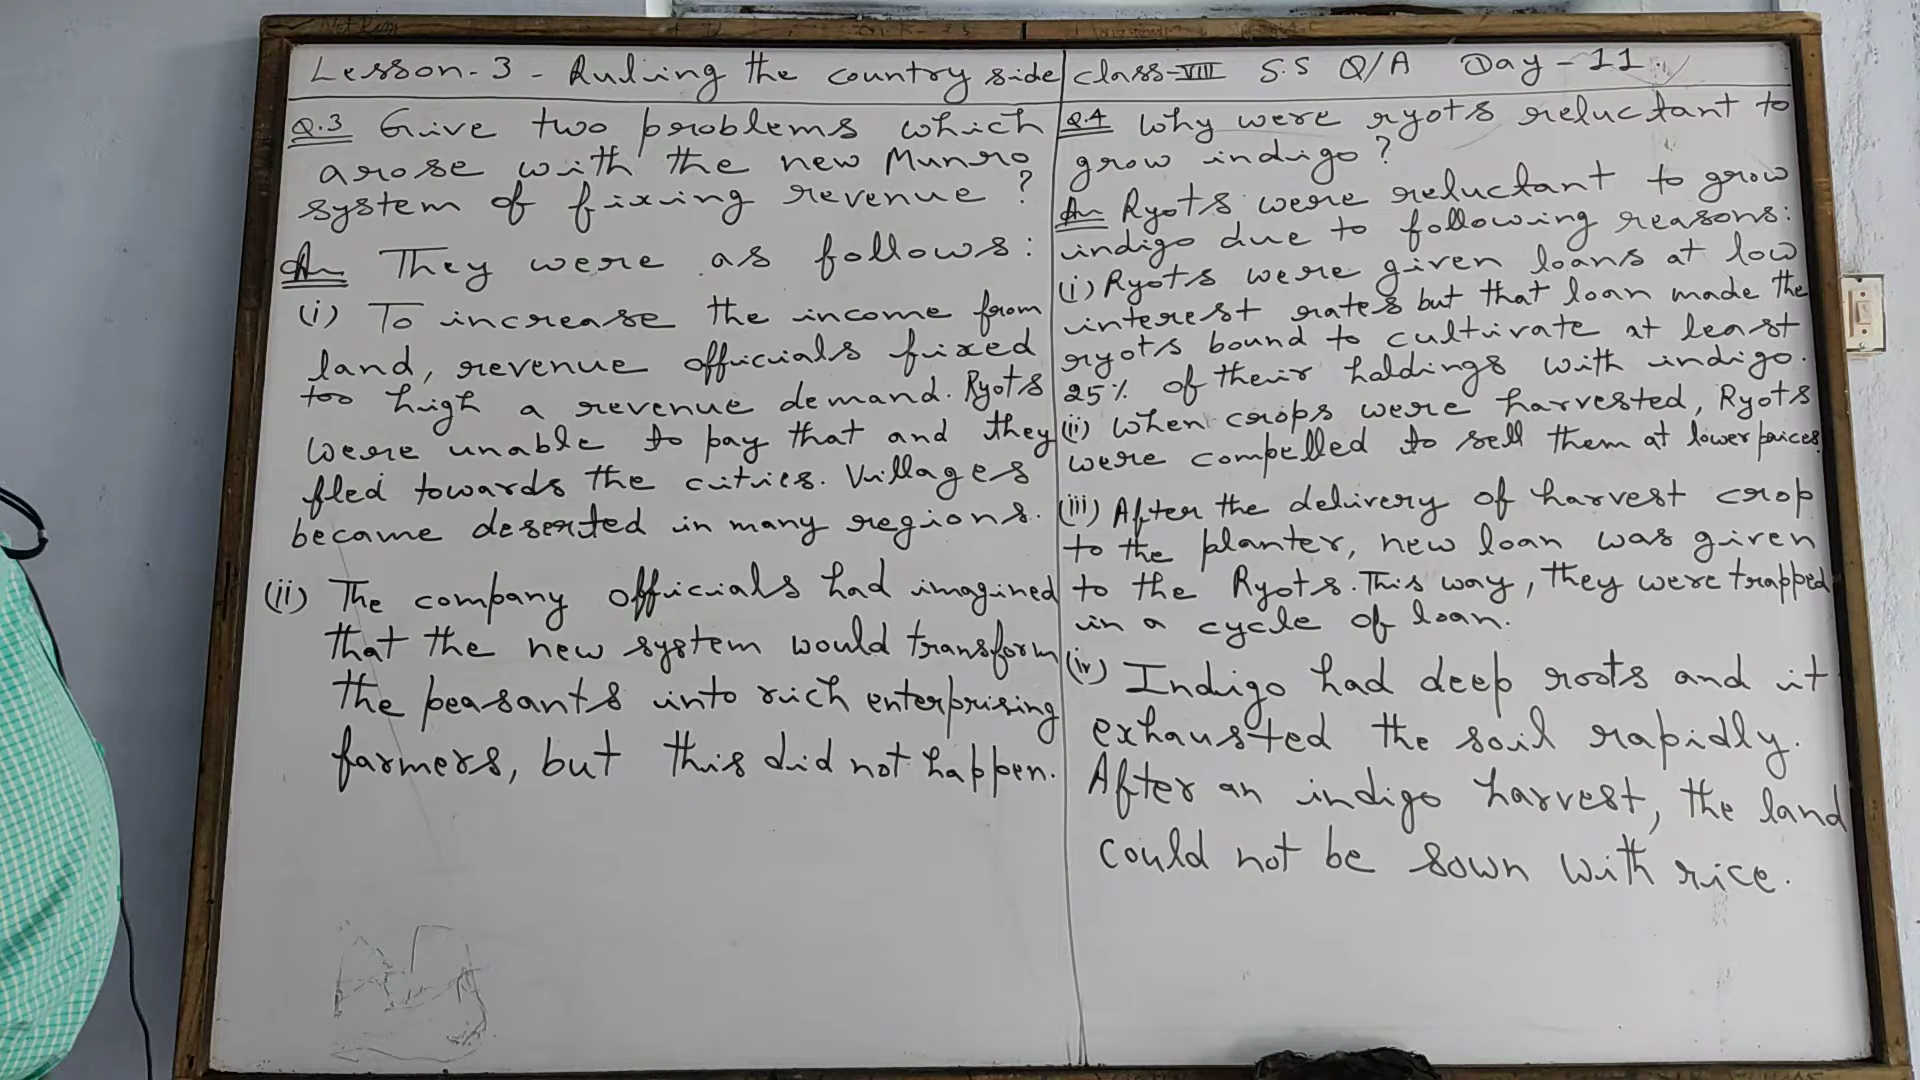 Lesson-3 - Ruling the country side
Q.3 Give two problems which
arose with the new Munro
system of fixing revenue?
An They were as follows:
(i) To increase the income from
land, revenue officials fixed
too high a revenue demand. Ryots
were unable to pay that and they
fled towards the cities. Villages
became deserted in many regions.
(ii) The company officials had imagined
that the new system would transform
the peasants into rich enterprising
farmers, but this did not happen.
class-VIII S.S Q/A Day-11
Q.4 Why were ryots reluctant to
grow indigo?
An Ryots were reluctant to grow
indigo due to following reasons:
(i) Ryots were given loans at low
interest rates but that loan made the
ryots bound to cultivate at least
25% of their holdings with indigo.
(ii) When crops were harvested, Ryots
were compelled to sell them at lower prices
(iii) After the delivery of harvest crop
to the planter, new loan was given
to the Ryots. This way, they were trapped
in a cycle of loan.
(iv) Indigo had deep roots and it
exhausted the soil rapidly.
After an indigo harvest, the land
could not be sown with rice.